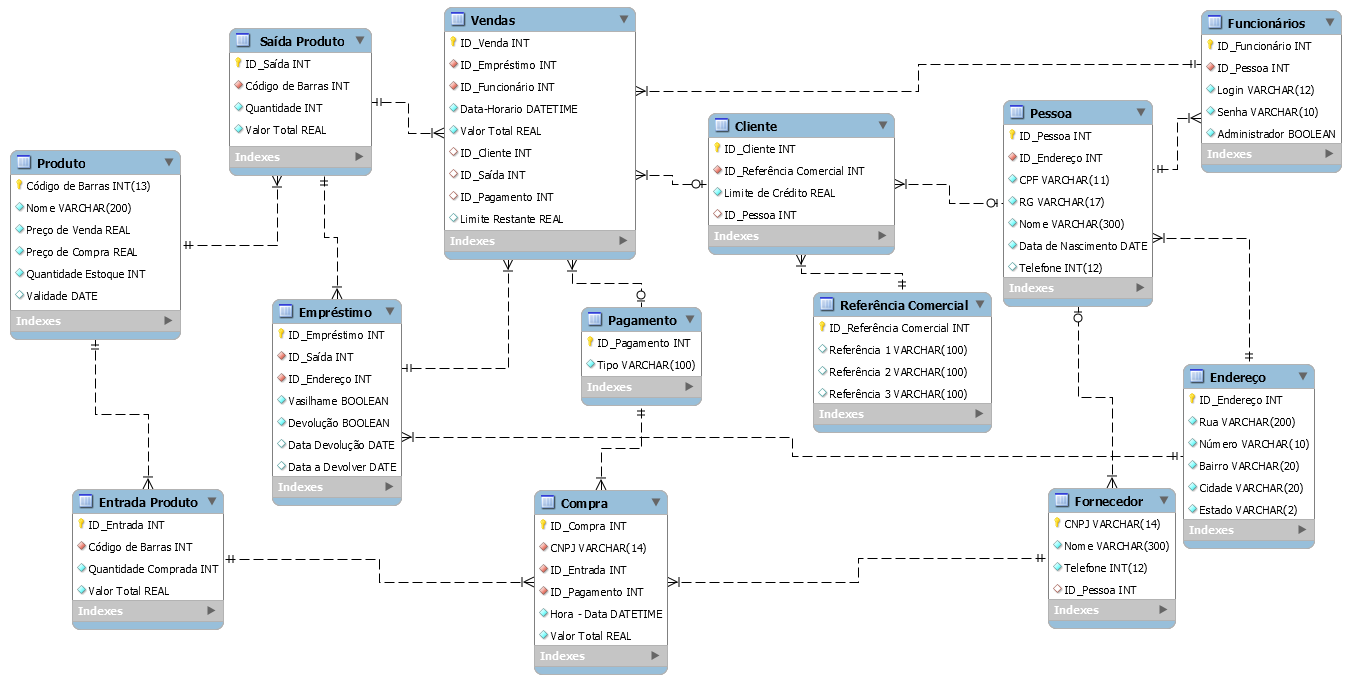 Vendas
ID_Venda INT
ID_Empréstimo INT
ID_Funcionário INT
Data-Horario DATETIME
Valor Total REAL
ID_Cliente INT
ID_Saída INT
ID_Pagamento INT
Limite Restante REAL
Indexes
Funcionários
ID_Funcionário INT
ID_Pessoa INT
Login VARCHAR(12)
Senha VARCHAR(10)
Administrador BOOLEAN
Indexes
Saída Produto
ID_Saída INT
Código de Barras INT
Quantidade INT
Valor Total REAL
Indexes
Pessoa
ID_Pessoa INT
ID_Endereço INT
CPF VARCHAR(11)
RG VARCHAR(17)
Nome VARCHAR(300)
Data de Nascimento DATE
Telefone INT(12)
Indexes
Cliente
ID_Cliente INT
ID_Referência Comercial INT
Limite de Crédito REAL
ID_Pessoa INT
Indexes
Produto
Código de Barras INT(13)
Nome VARCHAR(200)
Preço de Venda REAL
Preço de Compra REAL
Quantidade Estoque INT
Validade DATE
Indexes
Empréstimo
ID_Empréstimo INT
ID_Saída INT
ID_Endereço INT
Vasilhame BOOLEAN
Devolução BOOLEAN
Data Devolução DATE
Data a Devolver DATE
Indexes
Pagamento
ID_Pagamento INT
Tipo VARCHAR(100)
Indexes
Referência Comercial
ID_Referência Comercial INT
Referência 1 VARCHAR(100)
Referência 2 VARCHAR(100)
Referência 3 VARCHAR(100)
Indexes
Endereço
ID_Endereço INT
Rua VARCHAR(200)
Número VARCHAR(10)
Bairro VARCHAR(20)
Cidade VARCHAR(20)
Estado VARCHAR(2)
Indexes
Entrada Produto
ID_Entrada INT
Código de Barras INT
Quantidade Comprada INT
Valor Total REAL
Indexes
Compra
ID_Compra INT
CNPJ VARCHAR(14)
ID_Entrada INT
ID_Pagamento INT
Hora - Data DATETIME
Valor Total REAL
Indexes
Fornecedor
CNPJ VARCHAR(14)
Nome VARCHAR(300)
Telefone INT(12)
ID_Pessoa INT
Indexes